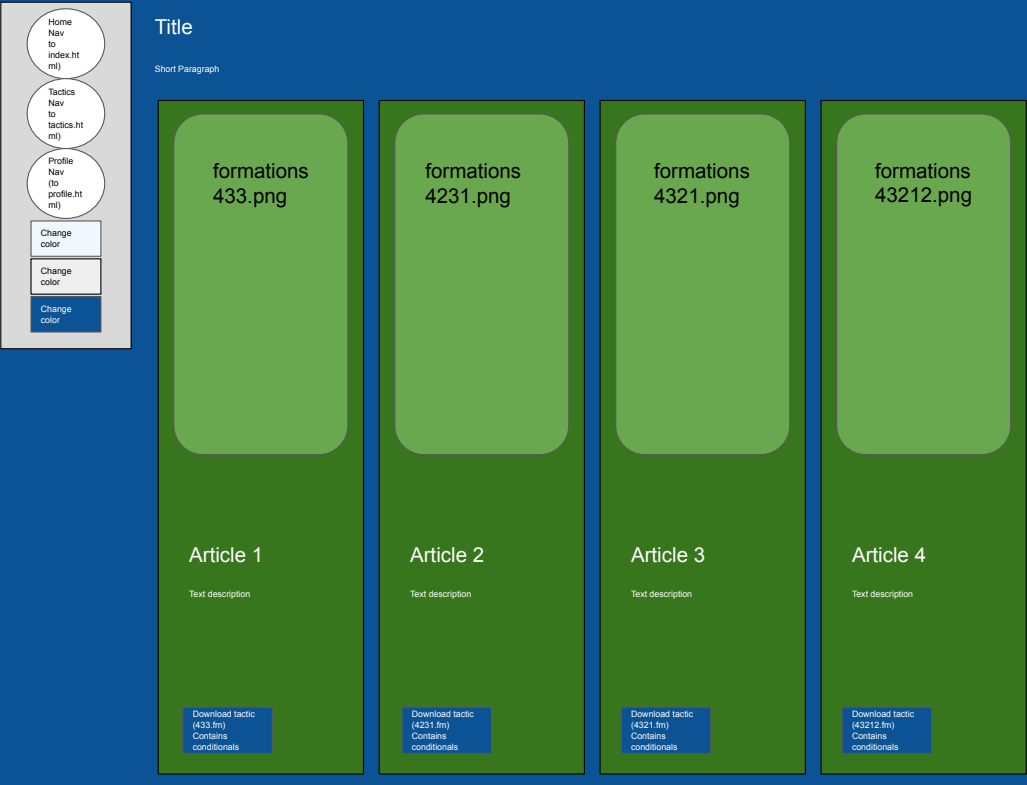 Home
Nav
to
index.ht
ml)
Tactics
Nav
to
tactics.ht
ml)
Profile
Nav
(to
profile.ht
ml)
Change
color
Change
color
Change
color
Title
Short Paragraph
formations
433.png
formations
4231.png
formations
4321.png
formations
43212.png
Article 1
Text description
Article 2
Text description
Article 3
Text description
Article 4
Text description
Download tactic
(433.fm)
Contains
conditionals
Download tactic
(4231.fm)
Contains
conditionals
Download tactic
(4321.fm)
Contains
conditionals
Download tactic
(43212.fm)
Contains
conditionals